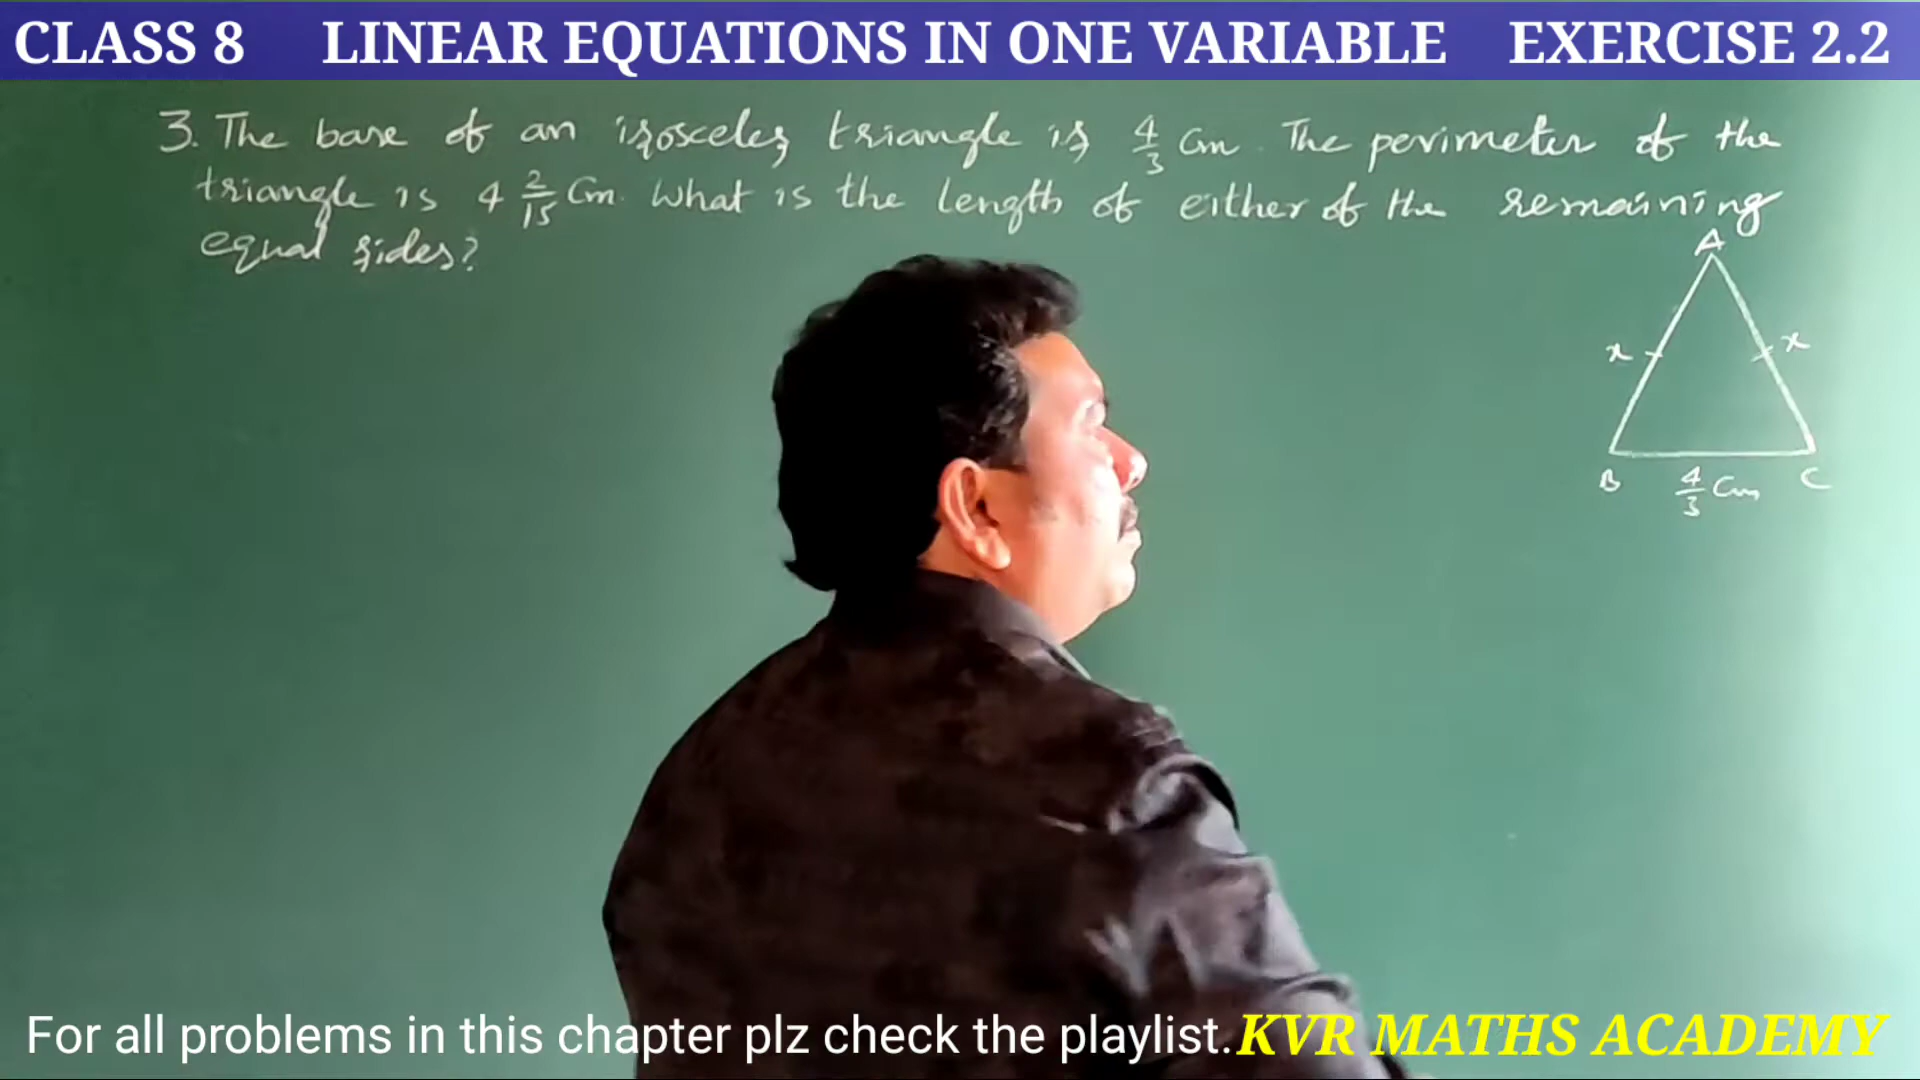 CLASS 8 LINEAR EQUATIONS IN ONE VARIABLE EXERCISE 2.2
3. The base of an isosceles triangle is 4/3 Cm. The perimeter of the
triangle is 4 2/15 Cm. What is the length of either of the remaining
equal sides?
A
x x
B 4/3 Cm C
For all problems in this chapter plz check the playlist. KVR MATHS ACADEMY